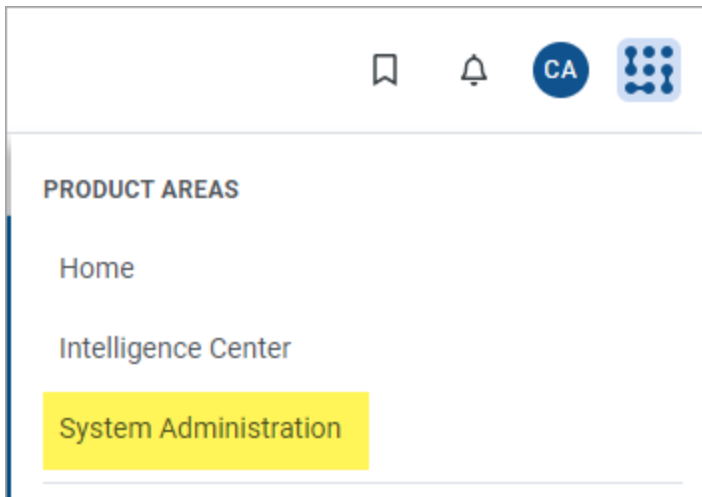 CA
PRODUCT AREAS
Home
Intelligence Center
System Administration